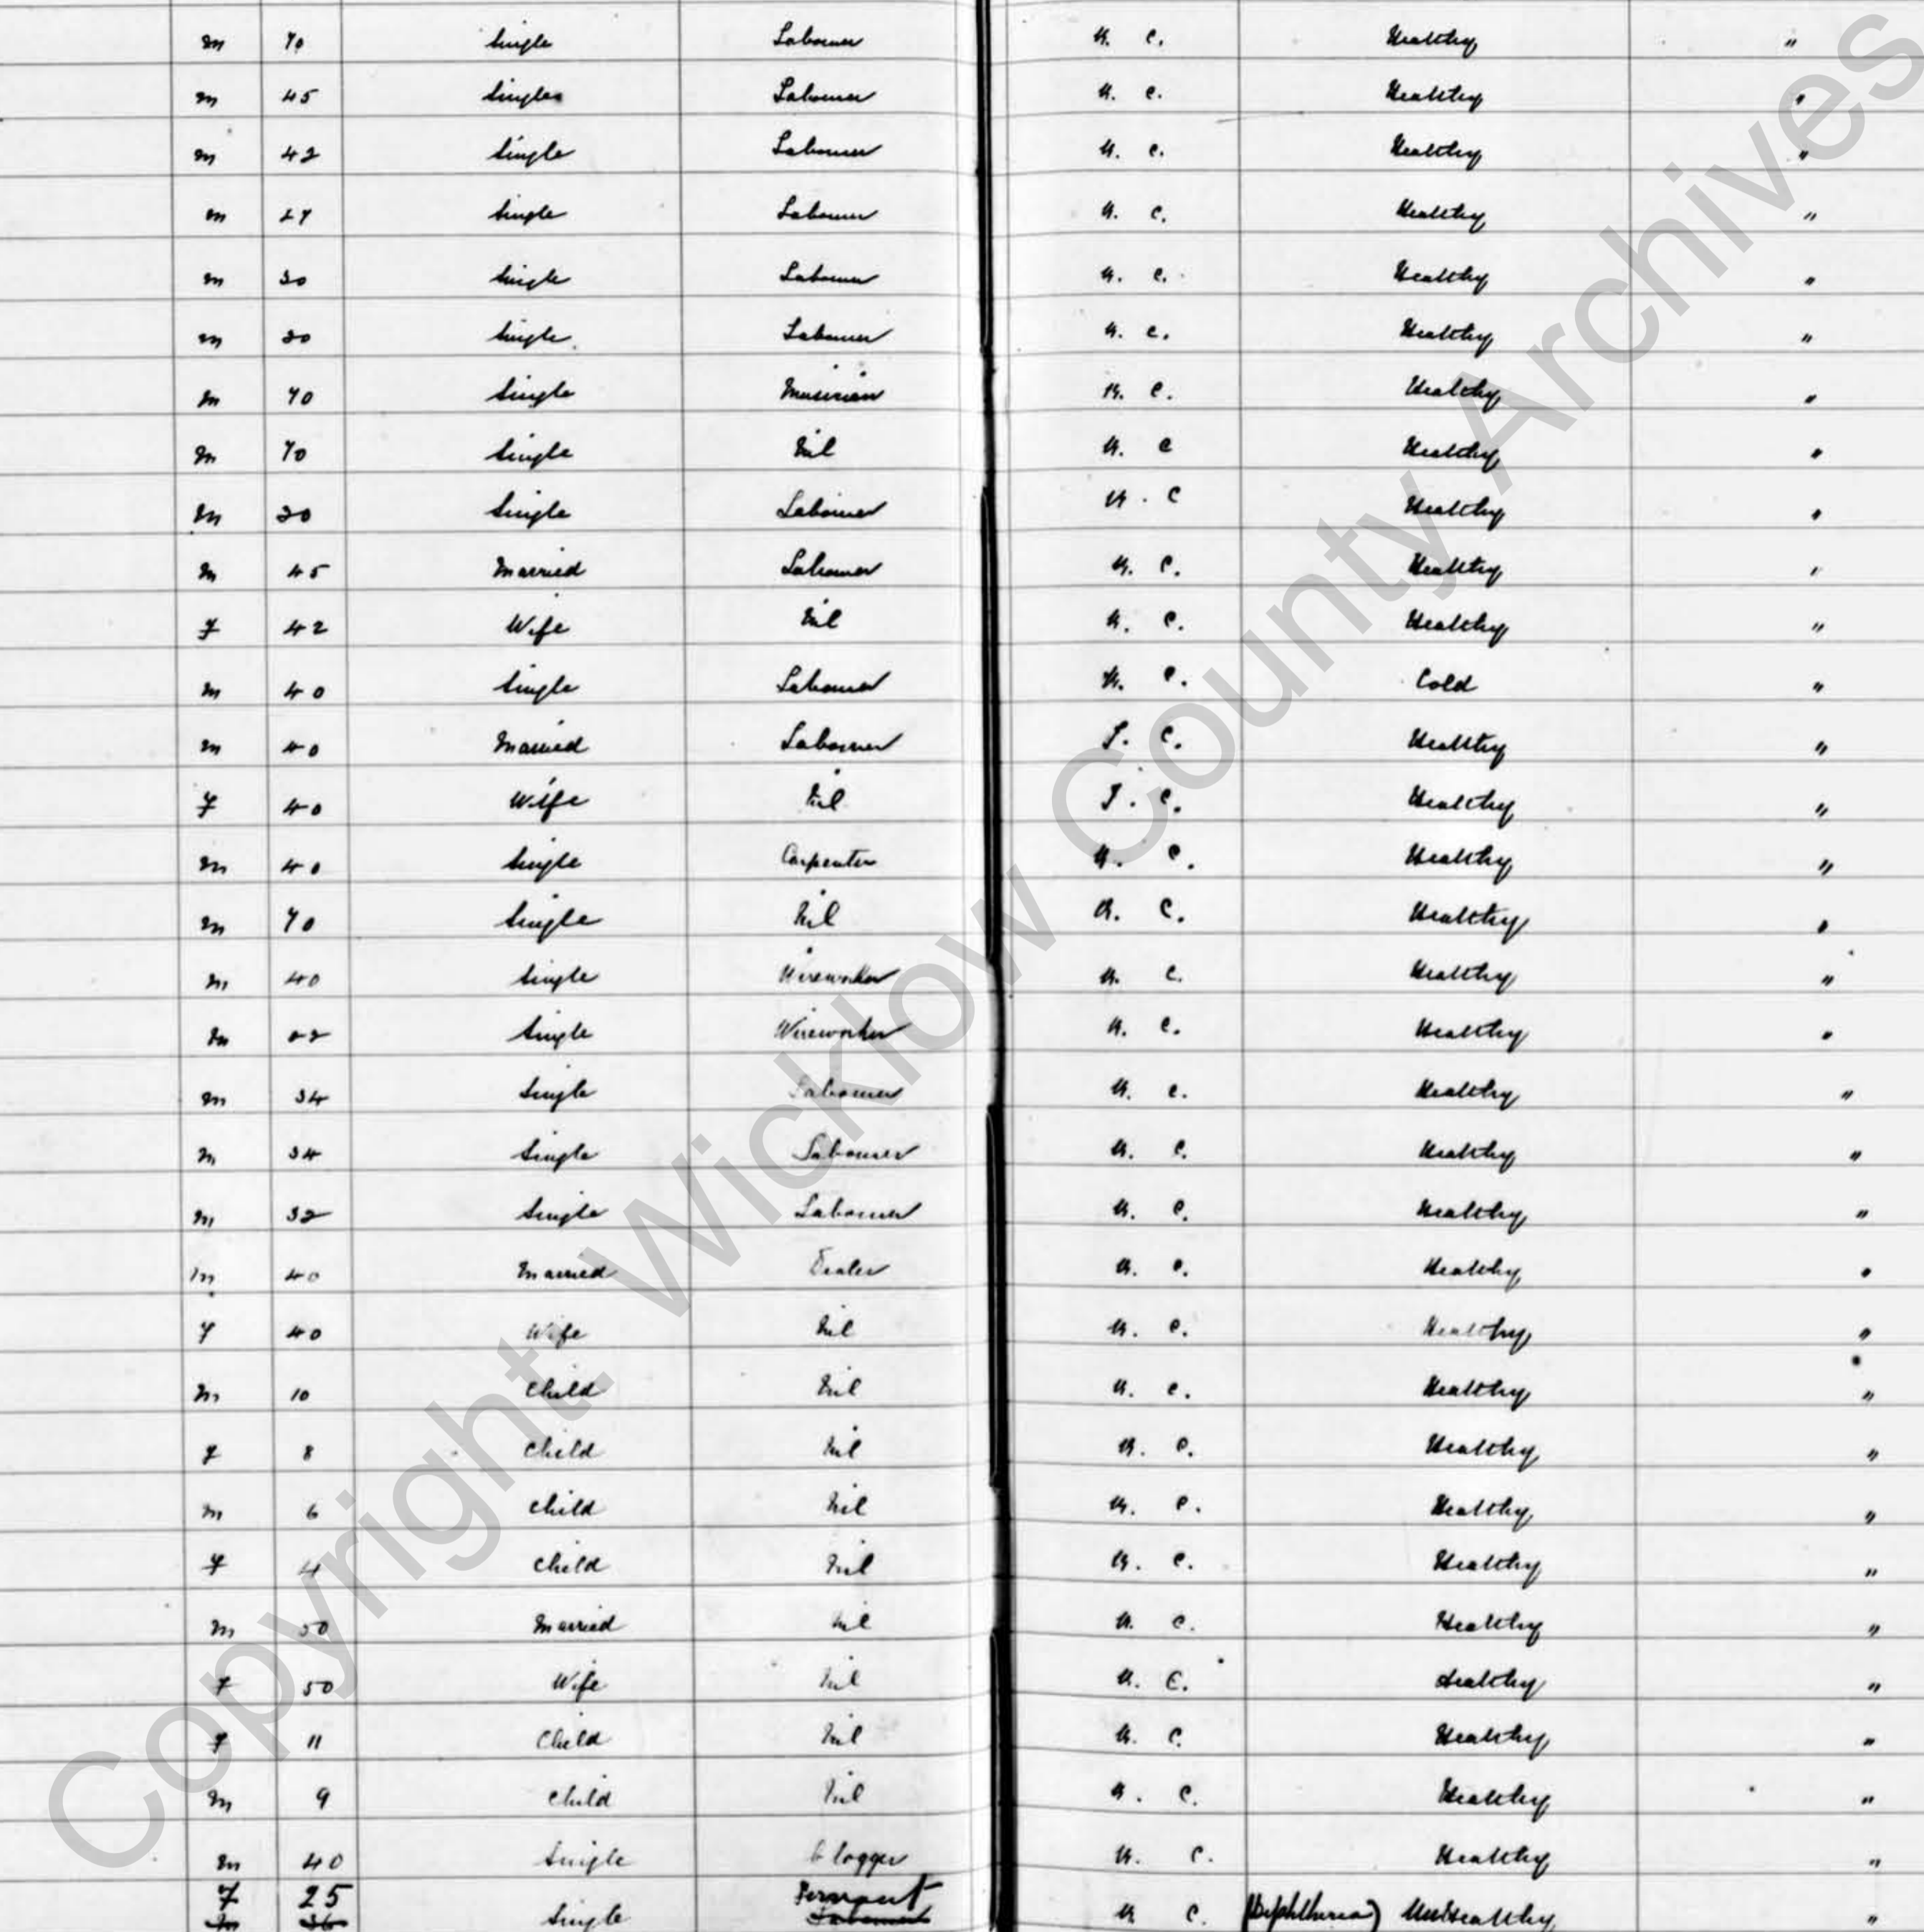 M 70 Single Labourer R. C. Healthy "
M 45 Single Labourer R. C. Healthy "
M 42 Single Labourer R. C. Healthy "
M 27 Single Labourer R. C. Healthy "
M 30 Single Labourer R. C. Healthy "
M 30 Single Labourer R. C. Healthy "
M 70 Single Musician R. C. Healthy "
M 70 Single Nil R. C Healthy "
M 30 Single Labourer R. C Healthy "
M 45 Married Labourer R. C. Healthy "
F 42 Wife Nil R. C. Healthy "
M 40 Single Labourer R. C. Cold "
M 40 Married Labourer I. C. Healthy "
F 40 Wife Nil I. C. Healthy "
M 40 Single Carpenter R. C. Healthy "
M 70 Single Nil R. C. Healthy "
M 40 Single Wireworker R. C. Healthy "
M Single Wireworker R. C. Healthy "
M 34 Single Labourer R. C. Healthy "
M 34 Single Labourer R. C. Healthy "
M 32 Single Labourer R. C. Healthy "
M 40 Married Dealer R. C. Healthy "
F 40 Wife Nil R. C. Healthy "
M 10 Child Nil R. C. Healthy "
F 8 Child Nil R. C. Healthy "
M 6 Child Nil R. C. Healthy "
F 4 Child Nil R. C. Healthy "
M 50 Married Nil R. C. Healthy "
F 50 Wife Nil R. C. Healthy "
F 11 Child Nil R. C. Healthy "
M 9 Child Nil R. C. Healthy "
M 40 Single Clogger R. C. Healthy "
F 25 Servant
M Single Labourer R C. (Diphtheria) UnHealthy "
Copyright. Wicklow County Archives